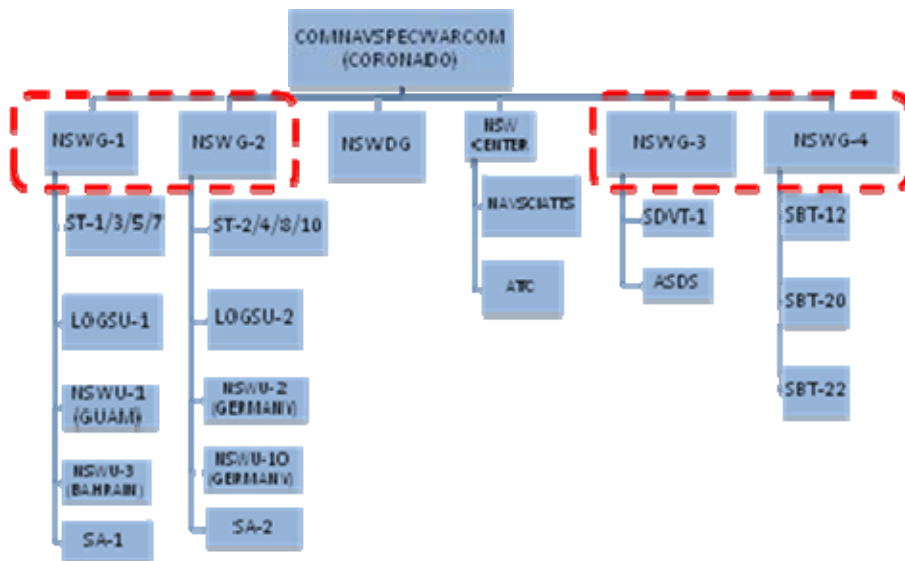 COMNAVSPECWARCOM
(CORONADO)
NSWG-1
NSWG-2
NSWDG
NSW
CENTER
NSWG-3
NSWG-4
ST-1/3/5/7
ST-2/4/8/10
NAVSCIATTS
SDVT-1
SBT-12
LOGSU-1
LOGSU-2
ATC
ASDS
SBT-20
NSWU-1
(GUAM)
NSWU-2
(GERMANY)
SBT-22
NSWU-3
(BAHRAIN)
NSWU-10
(GERMANY)
SA-1
SA-2